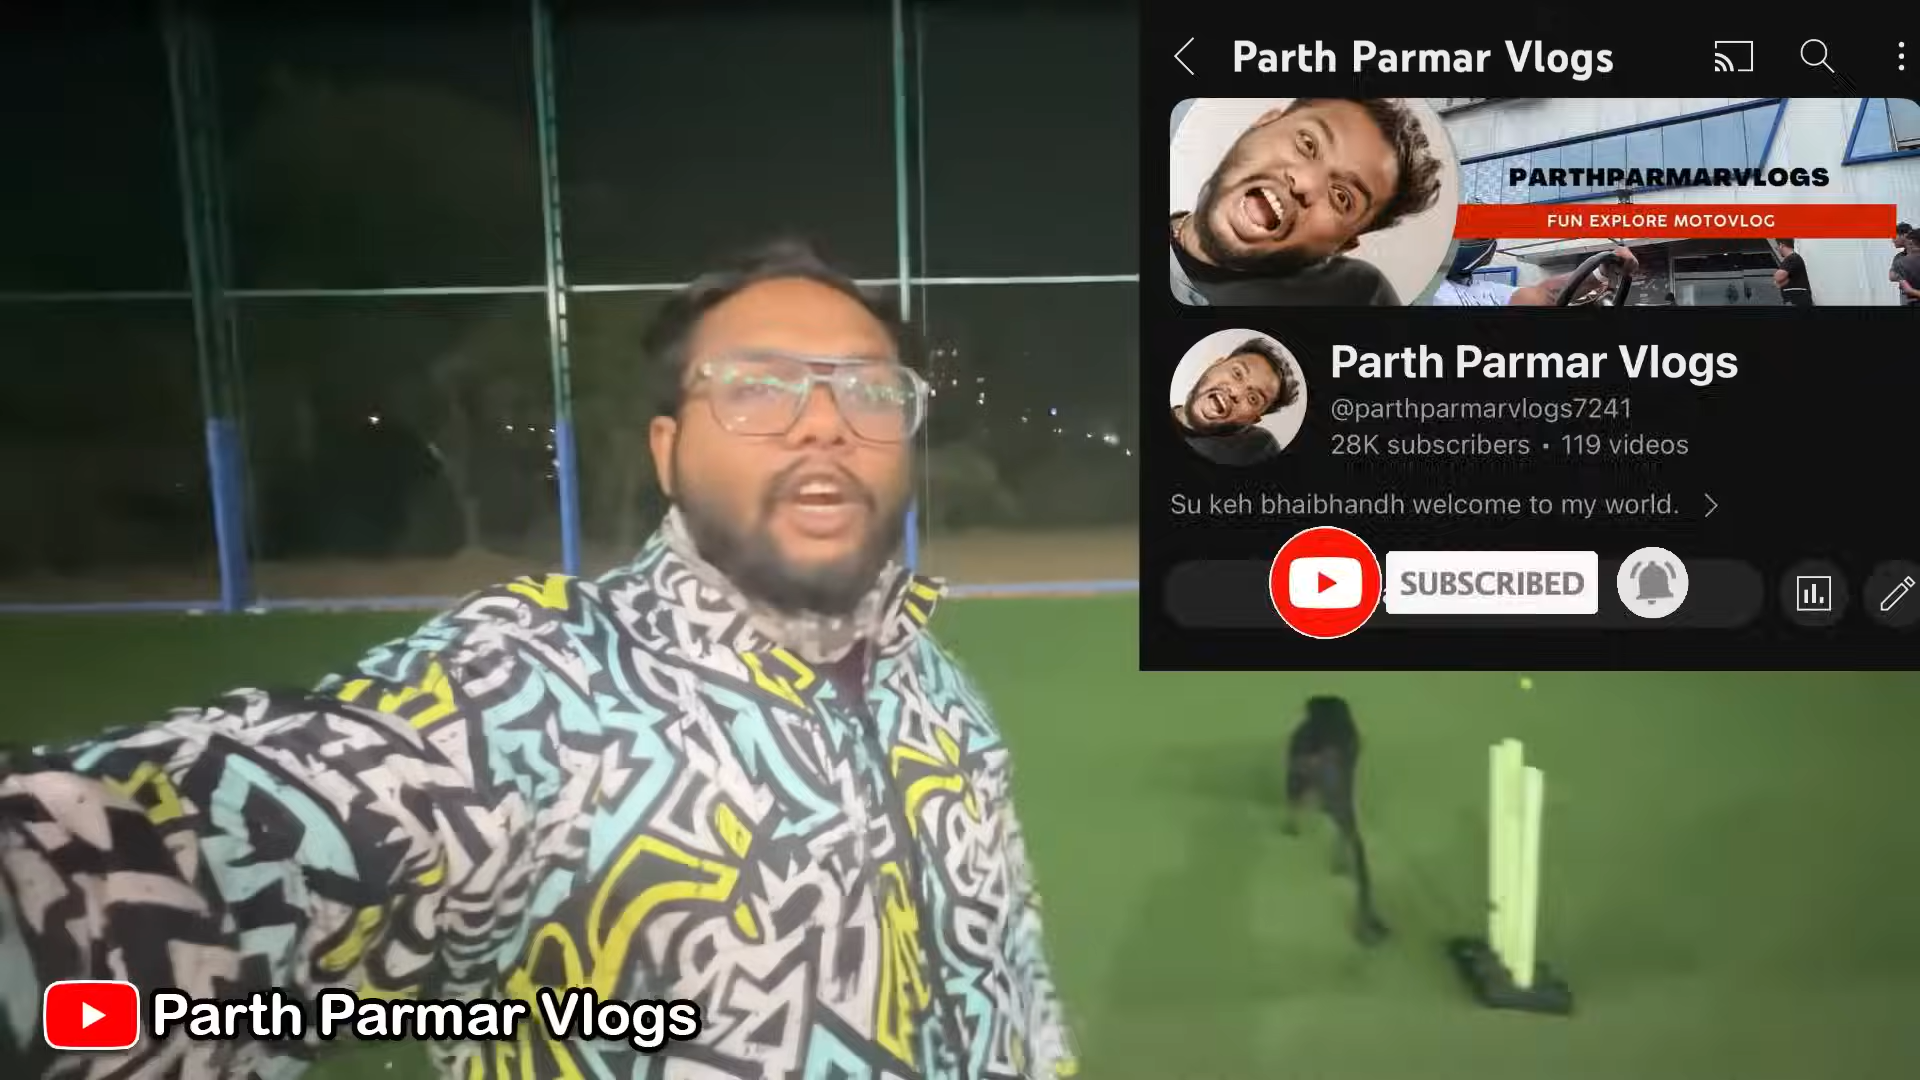 Parth Parmar Vlogs
PARTHPARMARVLOGS
FUN EXPLORE MOTOVLOG
Parth Parmar Vlogs
@parthparmarvlogs7241
28K subscribers • 119 videos
Su keh bhaibhandh welcome to my world.
SUBSCRIBED
Parth Parmar Vlogs